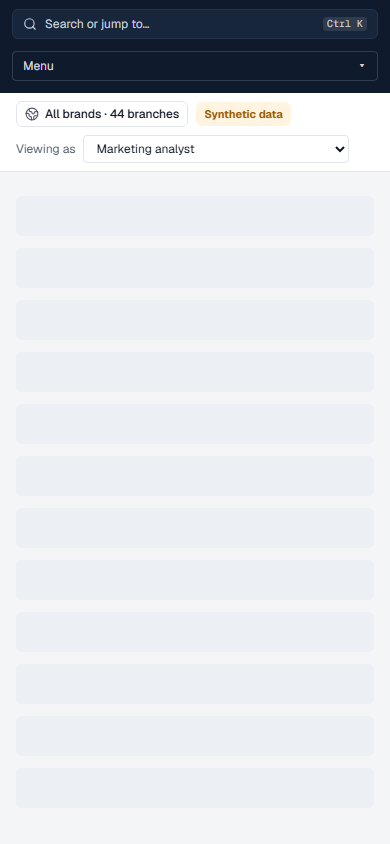 Search or jump to... Ctrl K
Menu
All brands · 44 branches Synthetic data
Viewing as Marketing analyst